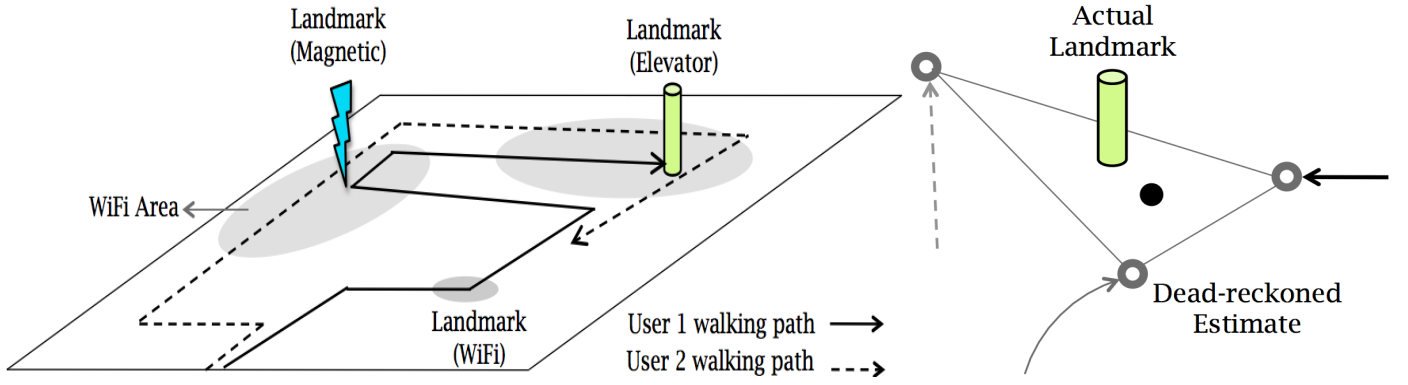 Landmark
(Magnetic)
Landmark
(Elevator)
WiFi Area
Landmark
(WiFi)
User 1 walking path
User 2 walking path
Actual
Landmark
Dead-reckoned
Estimate